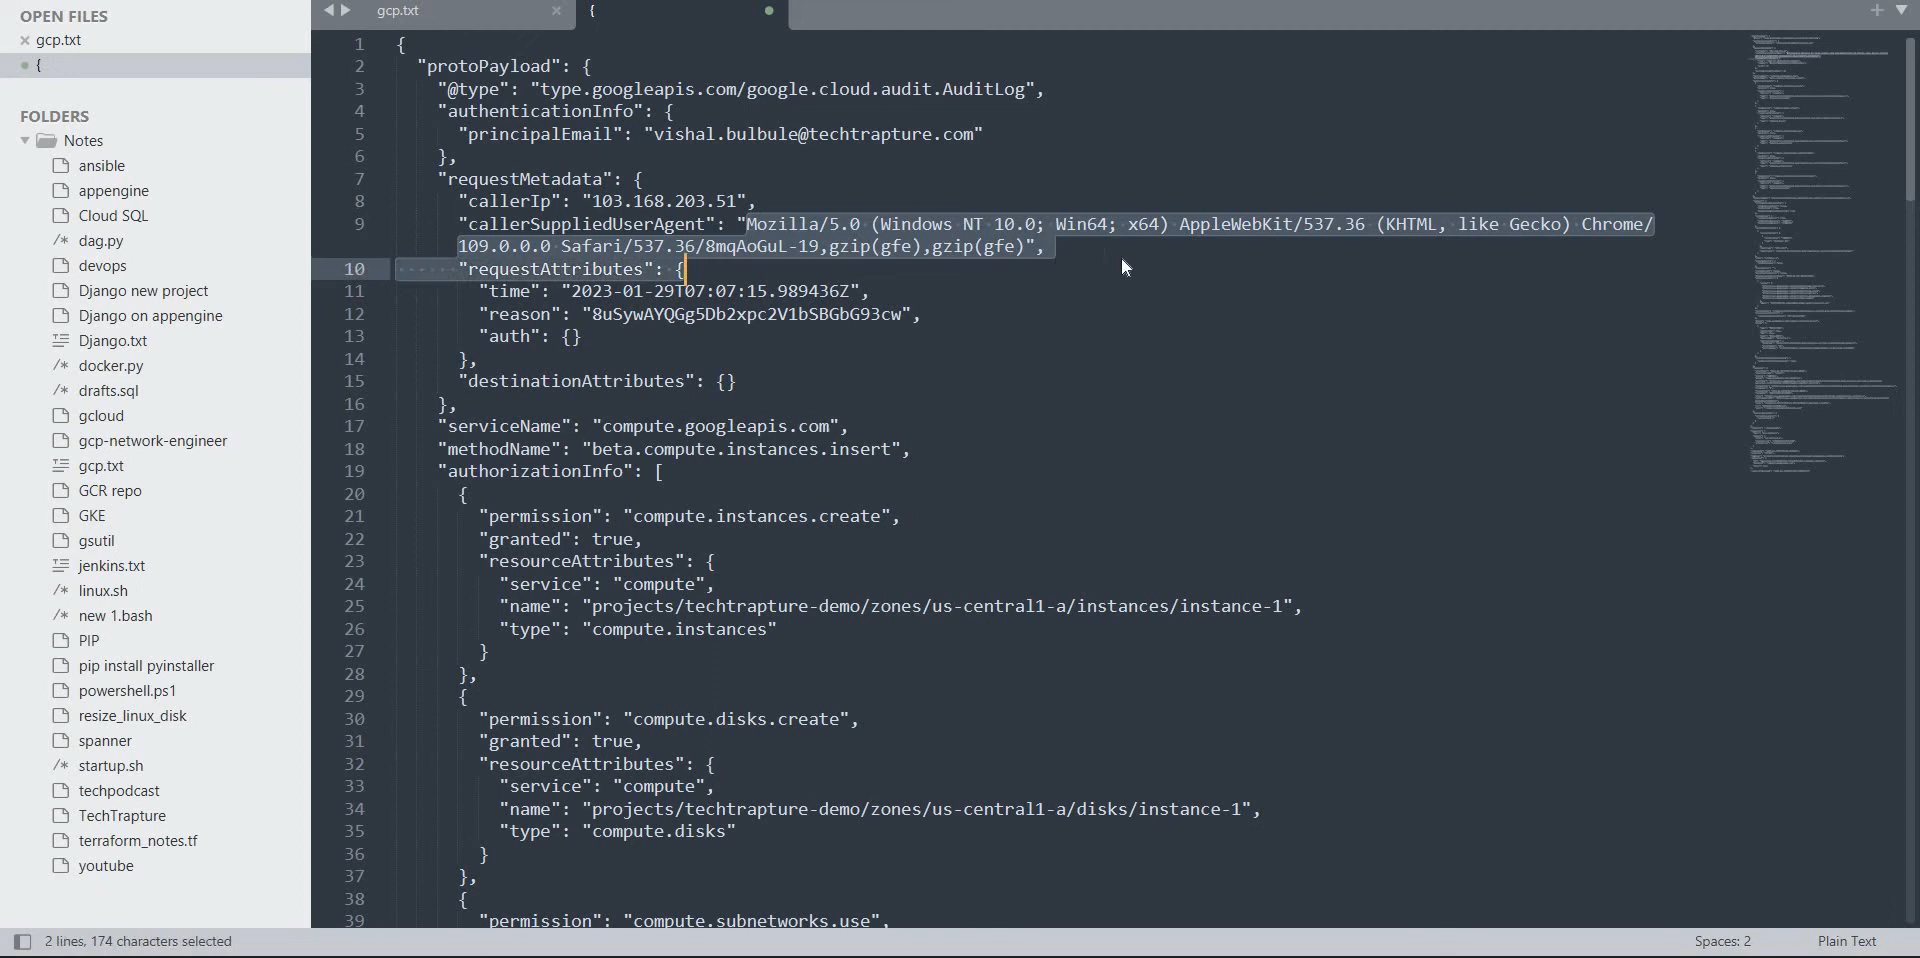 OPEN FILES
gcp.txt
{
FOLDERS
Notes
ansible
appengine
Cloud SQL
/* dag.py
devops
Django new project
Django on appengine
Django.txt
/* docker.py
/* drafts.sql
gcloud
gcp-network-engineer
gcp.txt
GCR repo
GKE
gsutil
jenkins.txt
/* linux.sh
/* new 1.bash
PIP
pip install pyinstaller
powershell.ps1
resize_linux_disk
spanner
/* startup.sh
techpodcast
TechTrapture
terraform_notes.tf
youtube
gcp.txt
{
1 {
2 "protoPayload": {
3 "@type": "type.googleapis.com/google.cloud.audit.AuditLog",
4 "authenticationInfo": {
5 "principalEmail": "vishal.bulbule@techtrapture.com"
6 },
7 "requestMetadata": {
8 "callerIp": "103.168.203.51",
9 "callerSuppliedUserAgent": "Mozilla/5.0 (Windows NT 10.0; Win64; x64) AppleWebKit/537.36 (KHTML, like Gecko) Chrome/
109.0.0.0 Safari/537.36/8mqAoGuL-19,gzip(gfe),gzip(gfe)",
10 "requestAttributes": {
11 "time": "2023-01-29T07:07:15.989436Z",
12 "reason": "8uSywAYQGg5Db2xpc2V1bSBGbG93cw",
13 "auth": {}
14 },
15 "destinationAttributes": {}
16 },
17 "serviceName": "compute.googleapis.com",
18 "methodName": "beta.compute.instances.insert",
19 "authorizationInfo": [
20 {
21 "permission": "compute.instances.create",
22 "granted": true,
23 "resourceAttributes": {
24 "service": "compute",
25 "name": "projects/techtrapture-demo/zones/us-central1-a/instances/instance-1",
26 "type": "compute.instances"
27 }
28 },
29 {
30 "permission": "compute.disks.create",
31 "granted": true,
32 "resourceAttributes": {
33 "service": "compute",
34 "name": "projects/techtrapture-demo/zones/us-central1-a/disks/instance-1",
35 "type": "compute.disks"
36 }
37 },
38 {
39 "permission": "compute.subnetworks.use",
2 lines, 174 characters selected
Spaces: 2
Plain Text